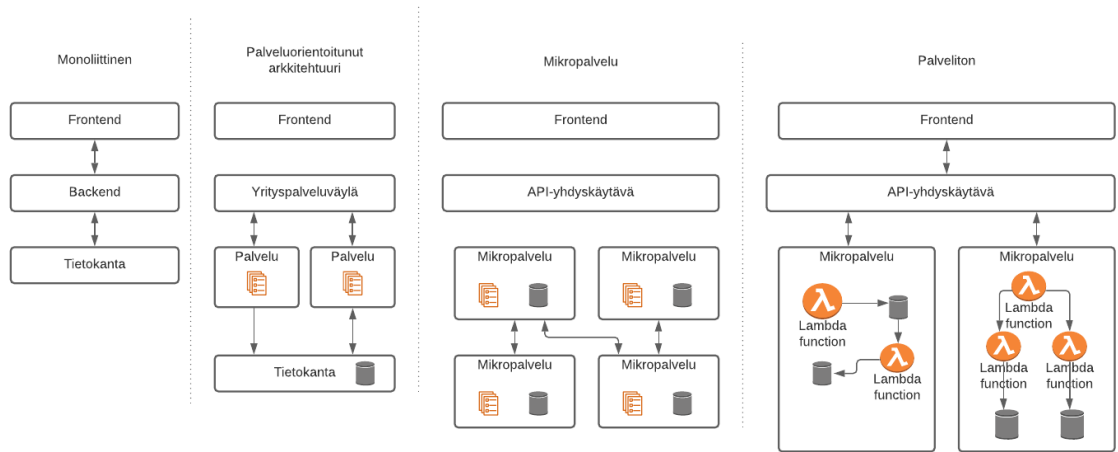 Monoliittinen
Frontend
Backend
Tietokanta
Palveluorientoitunut
arkkitehtuuri
Frontend
Yrityspalveluväylä
Palvelu
Palvelu
Tietokanta
Mikropalvelu
Frontend
API-yhdyskäytävä
Mikropalvelu
Mikropalvelu
Mikropalvelu
Mikropalvelu
Palveliton
Frontend
API-yhdyskäytävä
Mikropalvelu
λ
Lambda
function
λ
Lambda
function
Mikropalvelu
λ
Lambda
function
λ
Lambda
function
λ
Lambda
function